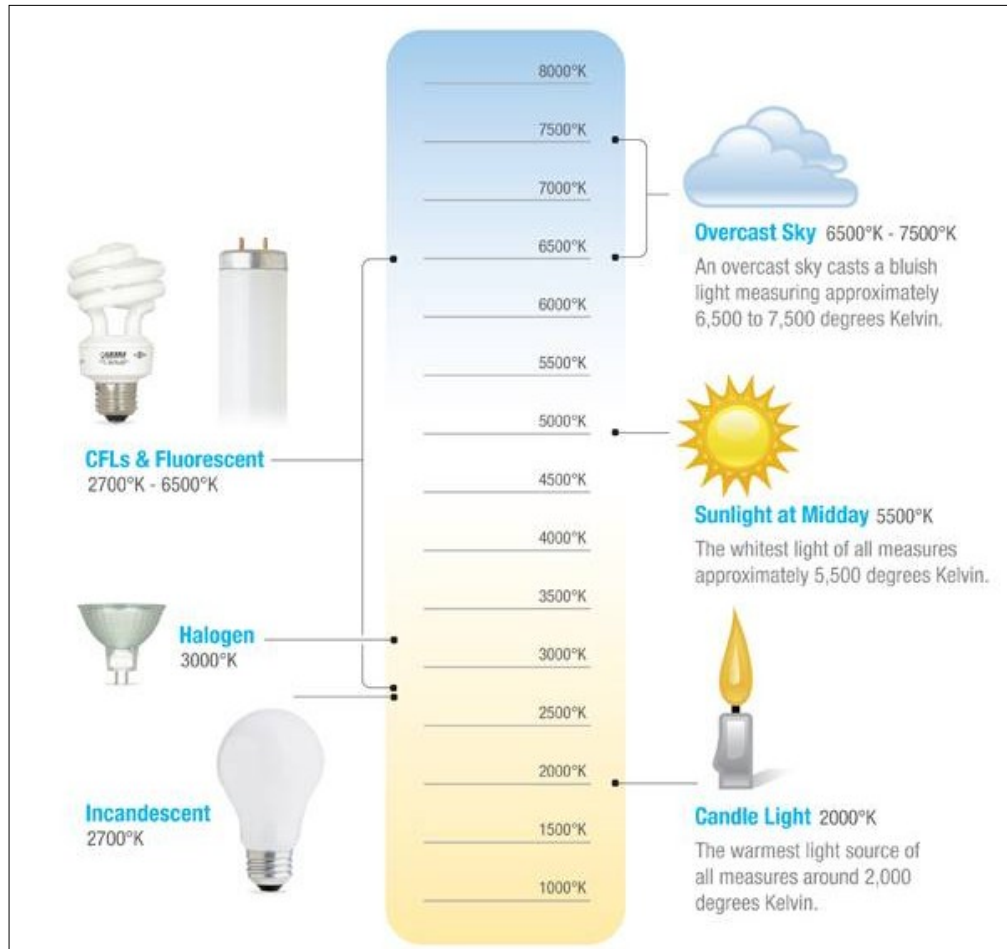 8000°K
7500°K
7000°K
6500°K
6000°K
5500°K
5000°K
4500°K
4000°K
3500°K
3000°K
2500°K
2000°K
1500°K
1000°K
CFLs & Fluorescent
2700°K - 6500°K
Halogen
3000°K
Incandescent
2700°K
Overcast Sky 6500°K - 7500°K
An overcast sky casts a bluish
light measuring approximately
6,500 to 7,500 degrees Kelvin.
Sunlight at Midday 5500°K
The whitest light of all measures
approximately 5,500 degrees Kelvin.
Candle Light 2000°K
The warmest light source of
all measures around 2,000
degrees Kelvin.